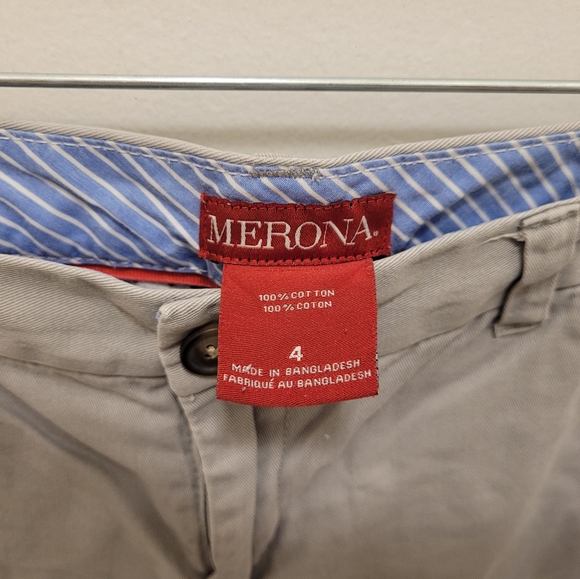 MERONA®
100% COTTON
100% COTON
4
MADE IN BANGLADESH
FABRIQUÉ AU BANGLADESH